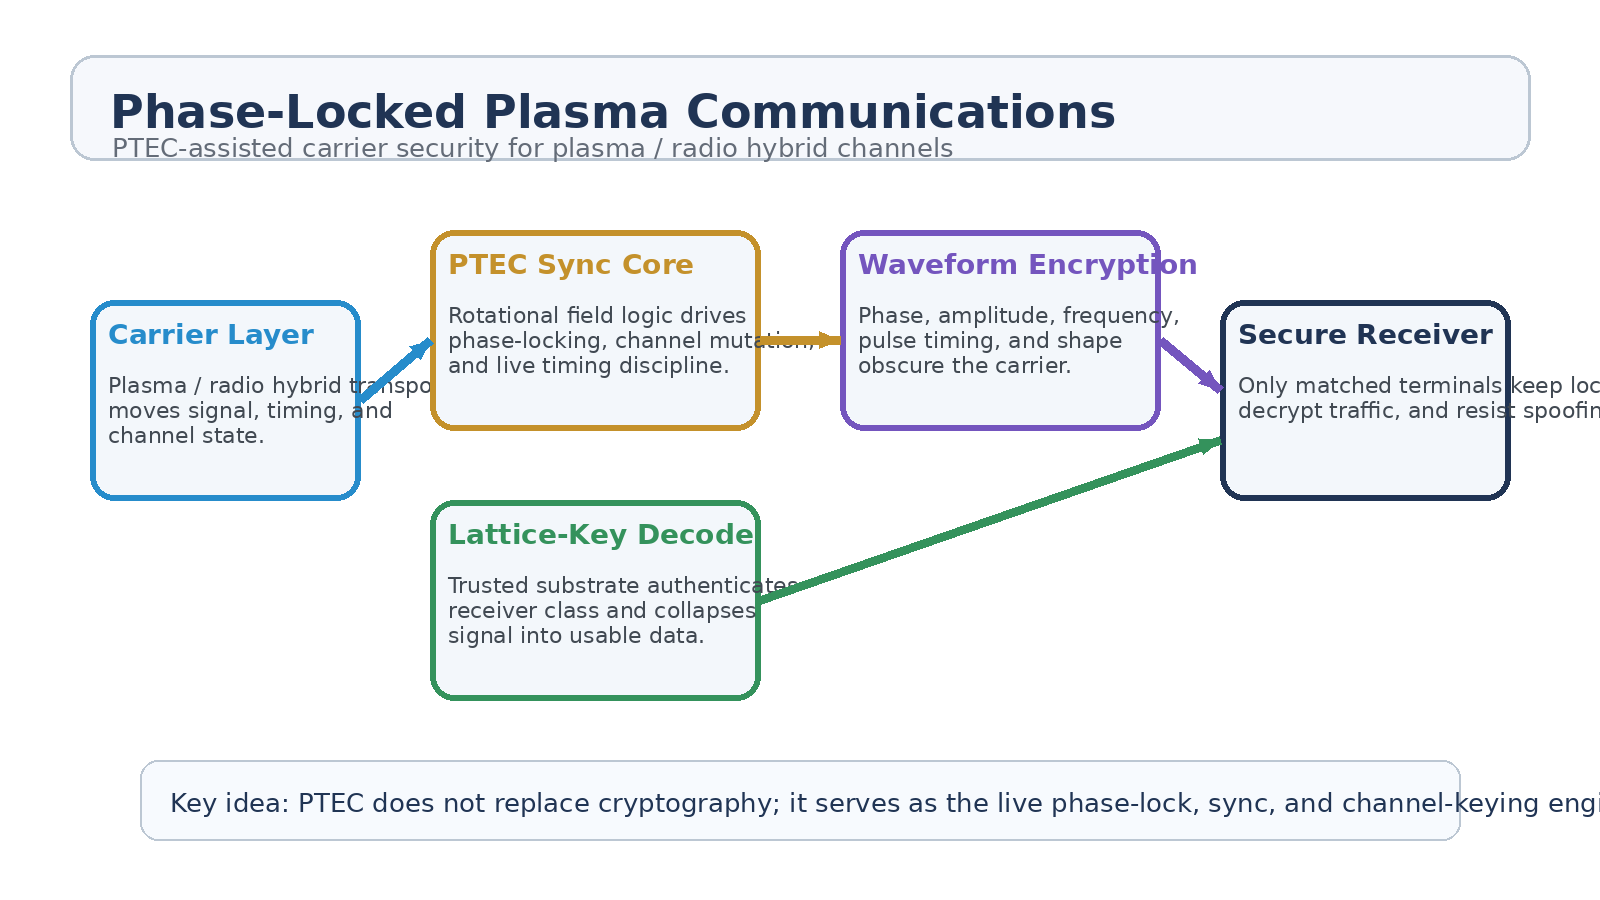 Phase-Locked Plasma Communications
PTEC-assisted carrier security for plasma / radio hybrid channels
Carrier Layer
Plasma / radio hybrid transpo
moves signal, timing, and
channel state.
PTEC Sync Core
Rotational field logic drives
phase-locking, channel mutation,
and live timing discipline.
Waveform Encryption
Phase, amplitude, frequency,
pulse timing, and shape
obscure the carrier.
Secure Receiver
Only matched terminals keep loc
decrypt traffic, and resist spoofin
Lattice-Key Decode
Trusted substrate authenticates
receiver class and collapses
signal into usable data.
Key idea: PTEC does not replace cryptography; it serves as the live phase-lock, sync, and channel-keying engi